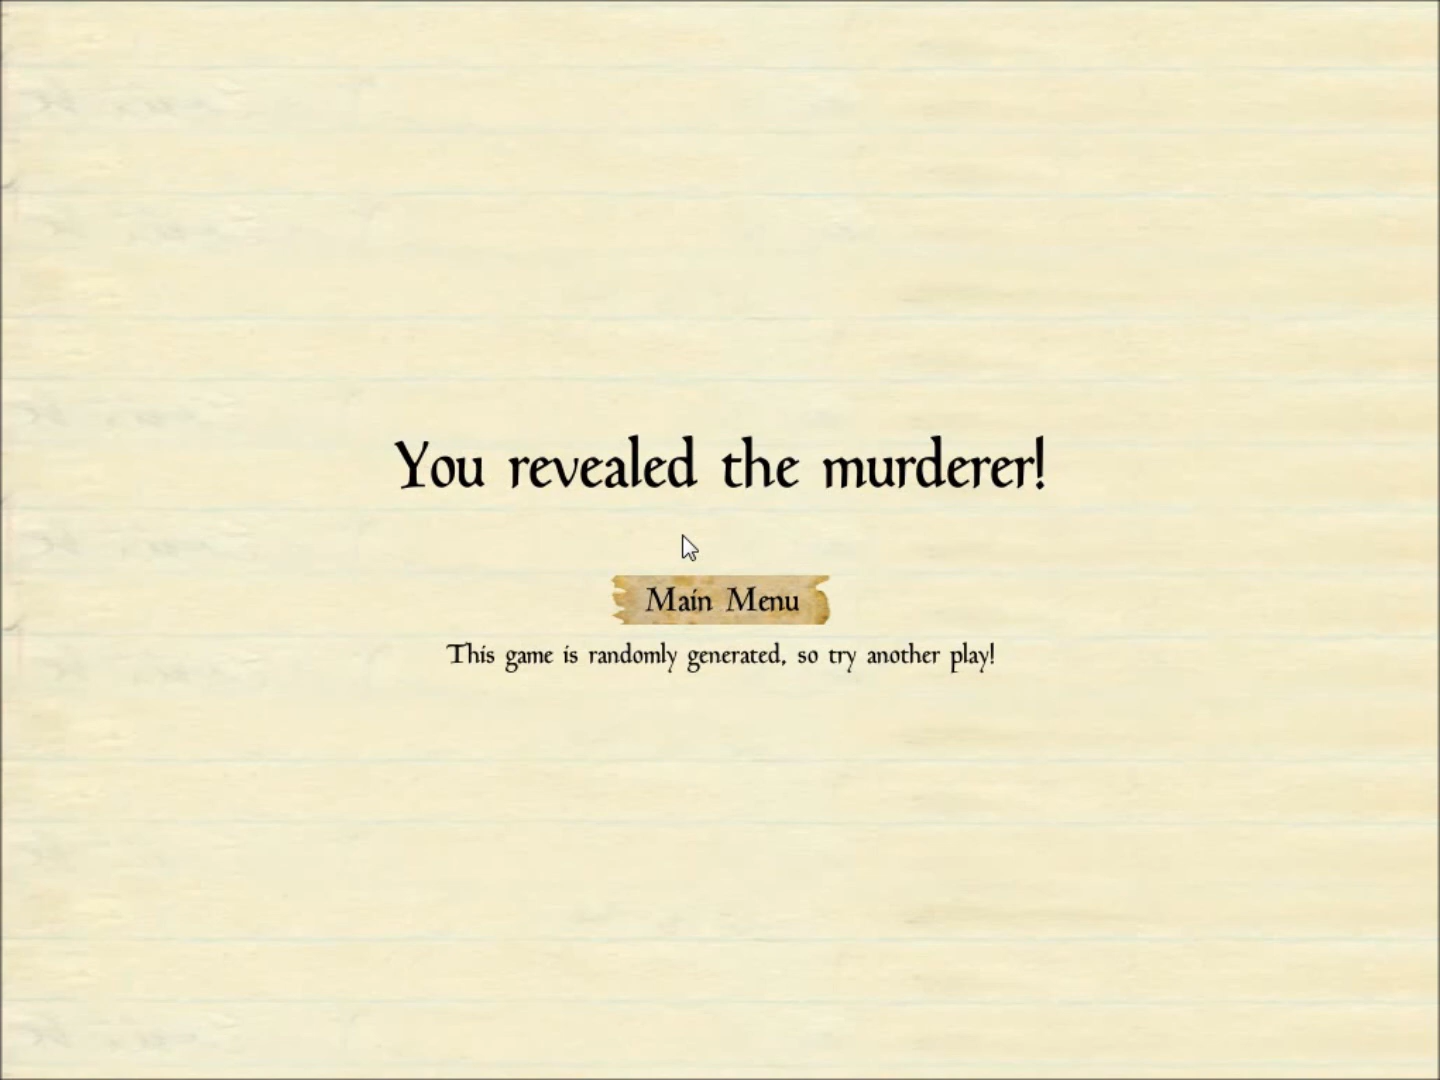 You revealed the murderer!
Main Menu
This game is randomly generated, so try another play!